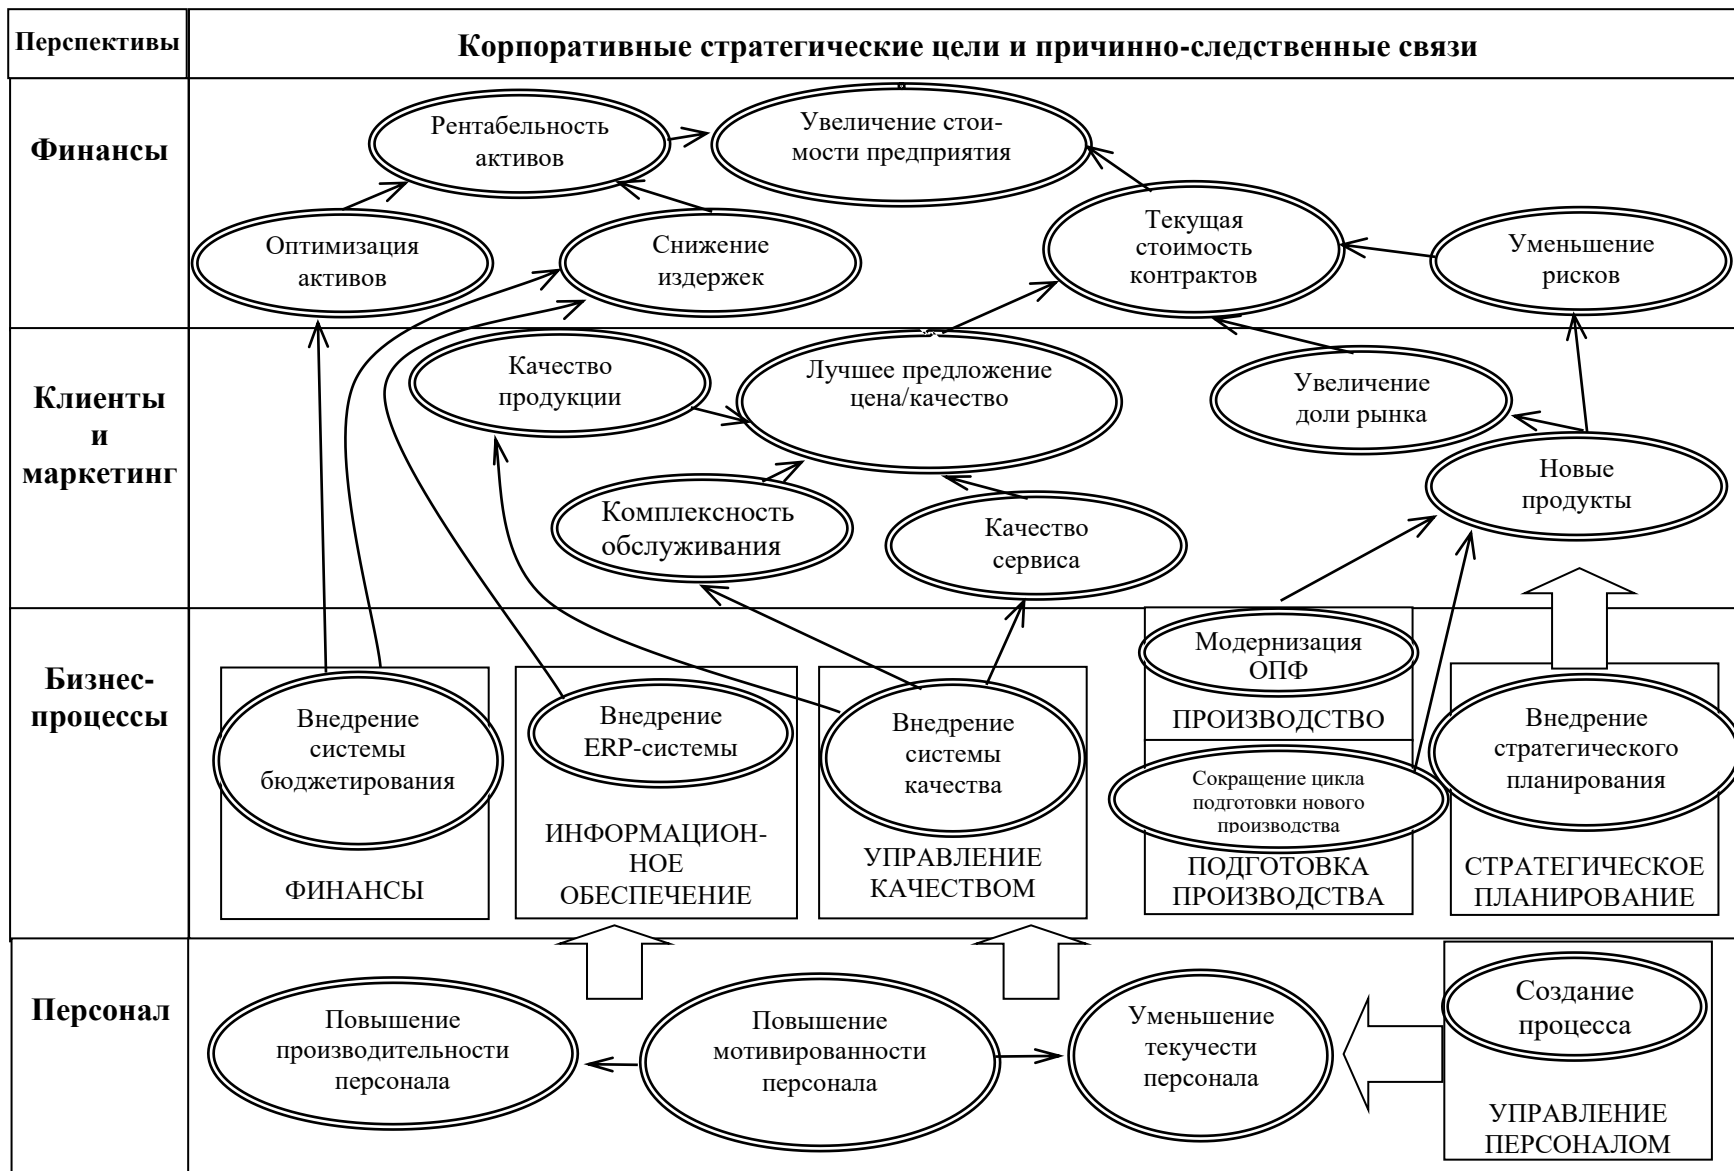 Перспективы
Корпоративные стратегические цели и причинно-следственные связи
Финансы
Рентабельность
активов
Увеличение стои-
мости предприятия
Оптимизация
активов
Снижение
издержек
Текущая
стоимость
контрактов
Уменьшение
рисков
Клиенты
и
маркетинг
Качество
продукции
Лучшее предложение
цена/качество
Увеличение
доли рынка
Новые
продукты
Комплексность
обслуживания
Качество
сервиса
Бизнес-
процессы
Внедрение
системы
бюджетирования
ФИНАНСЫ
Внедрение
ERP-системы
ИНФОРМАЦИОН-
НОЕ
ОБЕСПЕЧЕНИЕ
Внедрение
системы
качества
УПРАВЛЕНИЕ
КАЧЕСТВОМ
Модернизация
ОПФ
ПРОИЗВОДСТВО
Сокращение цикла
подготовки нового
производства
ПОДГОТОВКА
ПРОИЗВОДСТВА
Внедрение
стратегического
планирования
СТРАТЕГИЧЕСКОЕ
ПЛАНИРОВАНИЕ
Персонал
Повышение
производительности
персонала
Повышение
мотивированности
персонала
Уменьшение
текучести
персонала
Создание
процесса
УПРАВЛЕНИЕ
ПЕРСОНАЛОМ